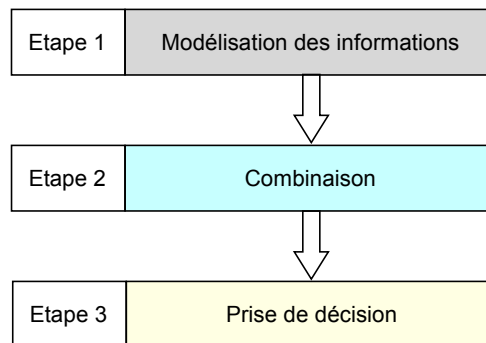 Etape 1 Modélisation des informations
Etape 2 Combinaison
Etape 3 Prise de décision